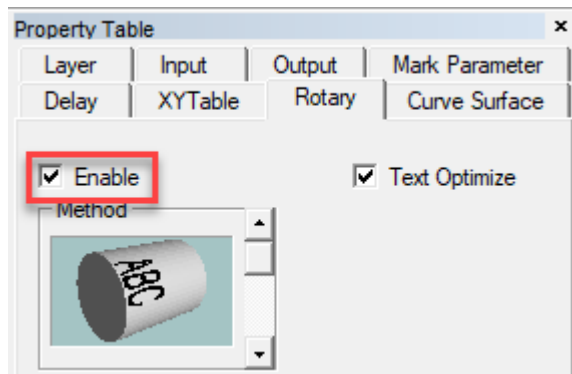 Property Table
Layer Input Output Mark Parameter
Delay XYTable Rotary Curve Surface
Enable Text Optimize
Method
ABC